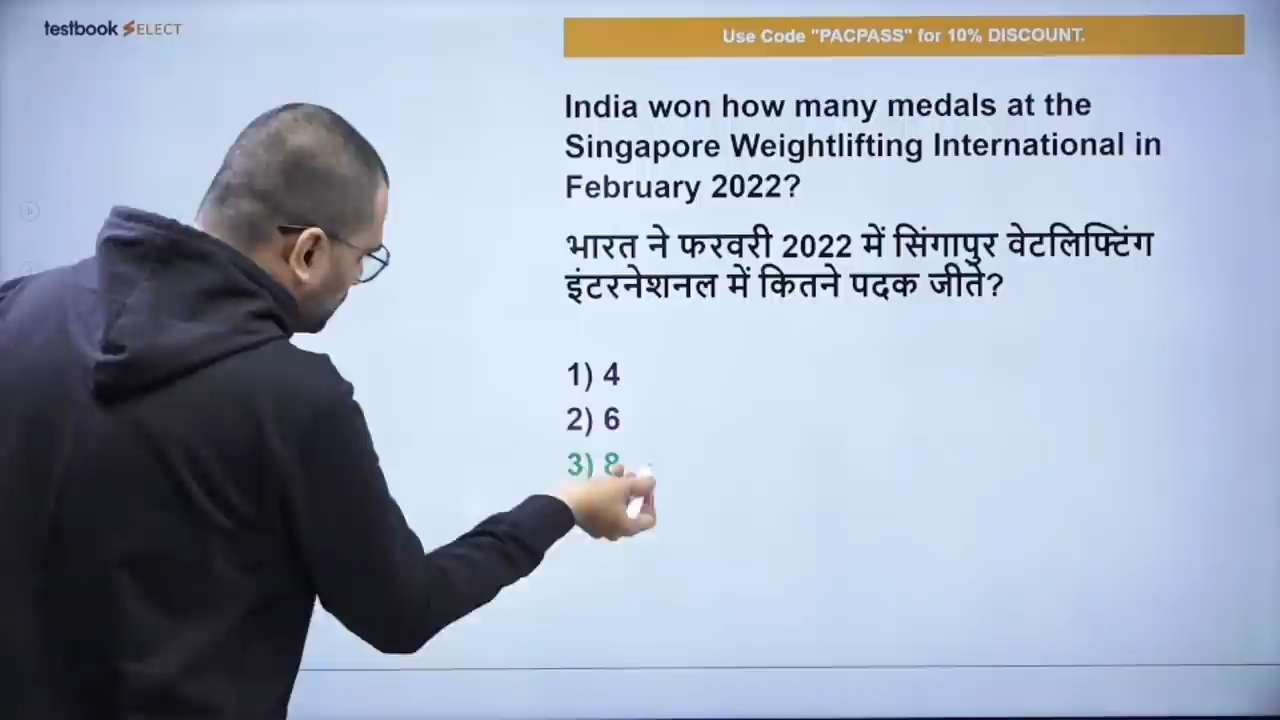 testbook SELECT
Use Code "PACPASS" for 10% DISCOUNT.
India won how many medals at the
Singapore Weightlifting International in
February 2022?
भारत ने फरवरी 2022 में सिंगापुर वेटलिफ्टिंग
इंटरनेशनल में कितने पदक जीते?
1) 4
2) 6
3) 8